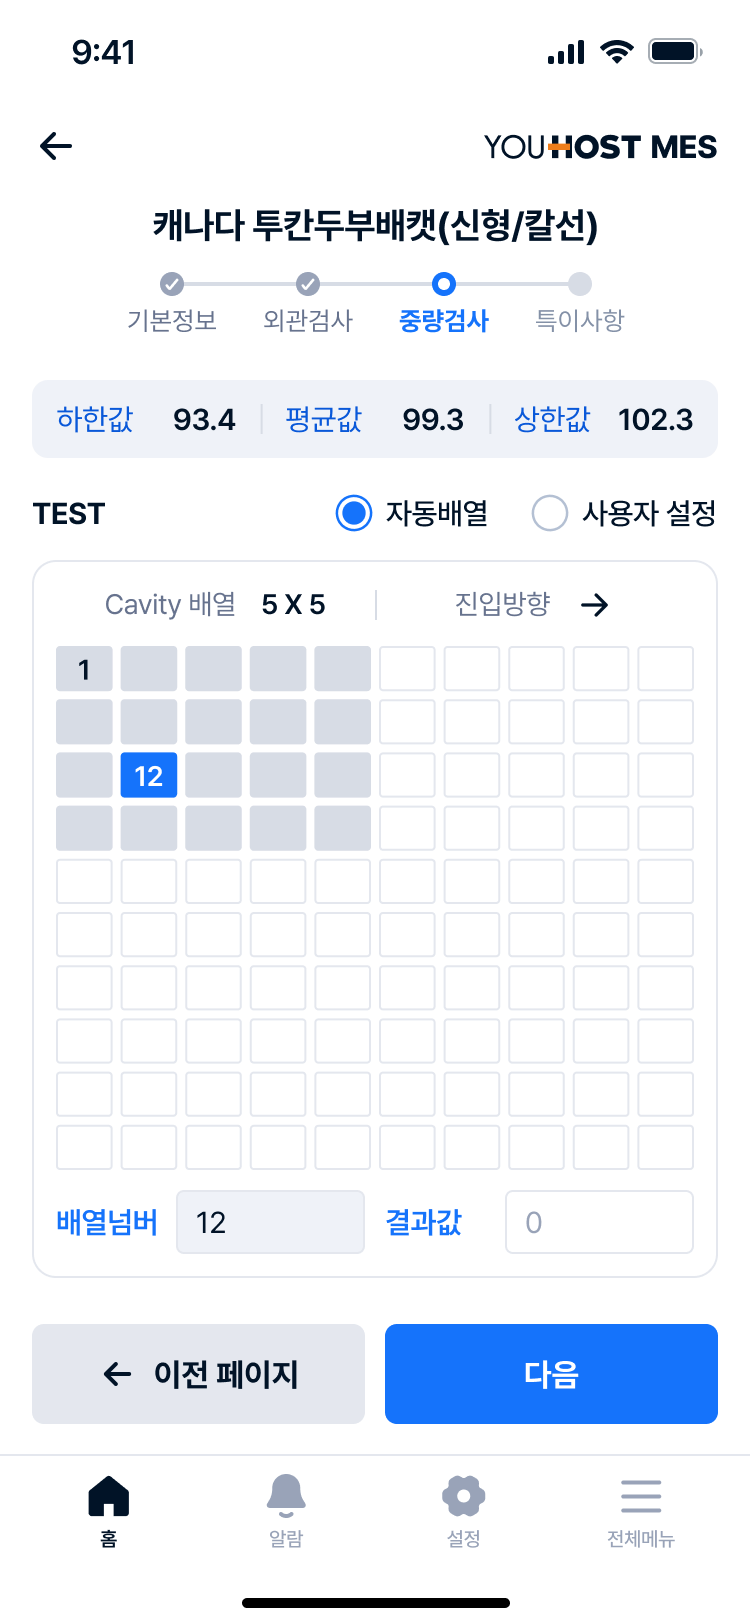 9:41
YOUHOST MES
캐나다 투칸두부배캣(신형/칼선)
기본정보 외관검사 중량검사 특이사항
하한값 93.4 평균값 99.3 상한값 102.3
TEST 자동배열 사용자 설정
Cavity 배열 5 X 5 진입방향
1
12
배열넘버 12 결과값 0
이전 페이지 다음
홈 알람 설정 전체메뉴